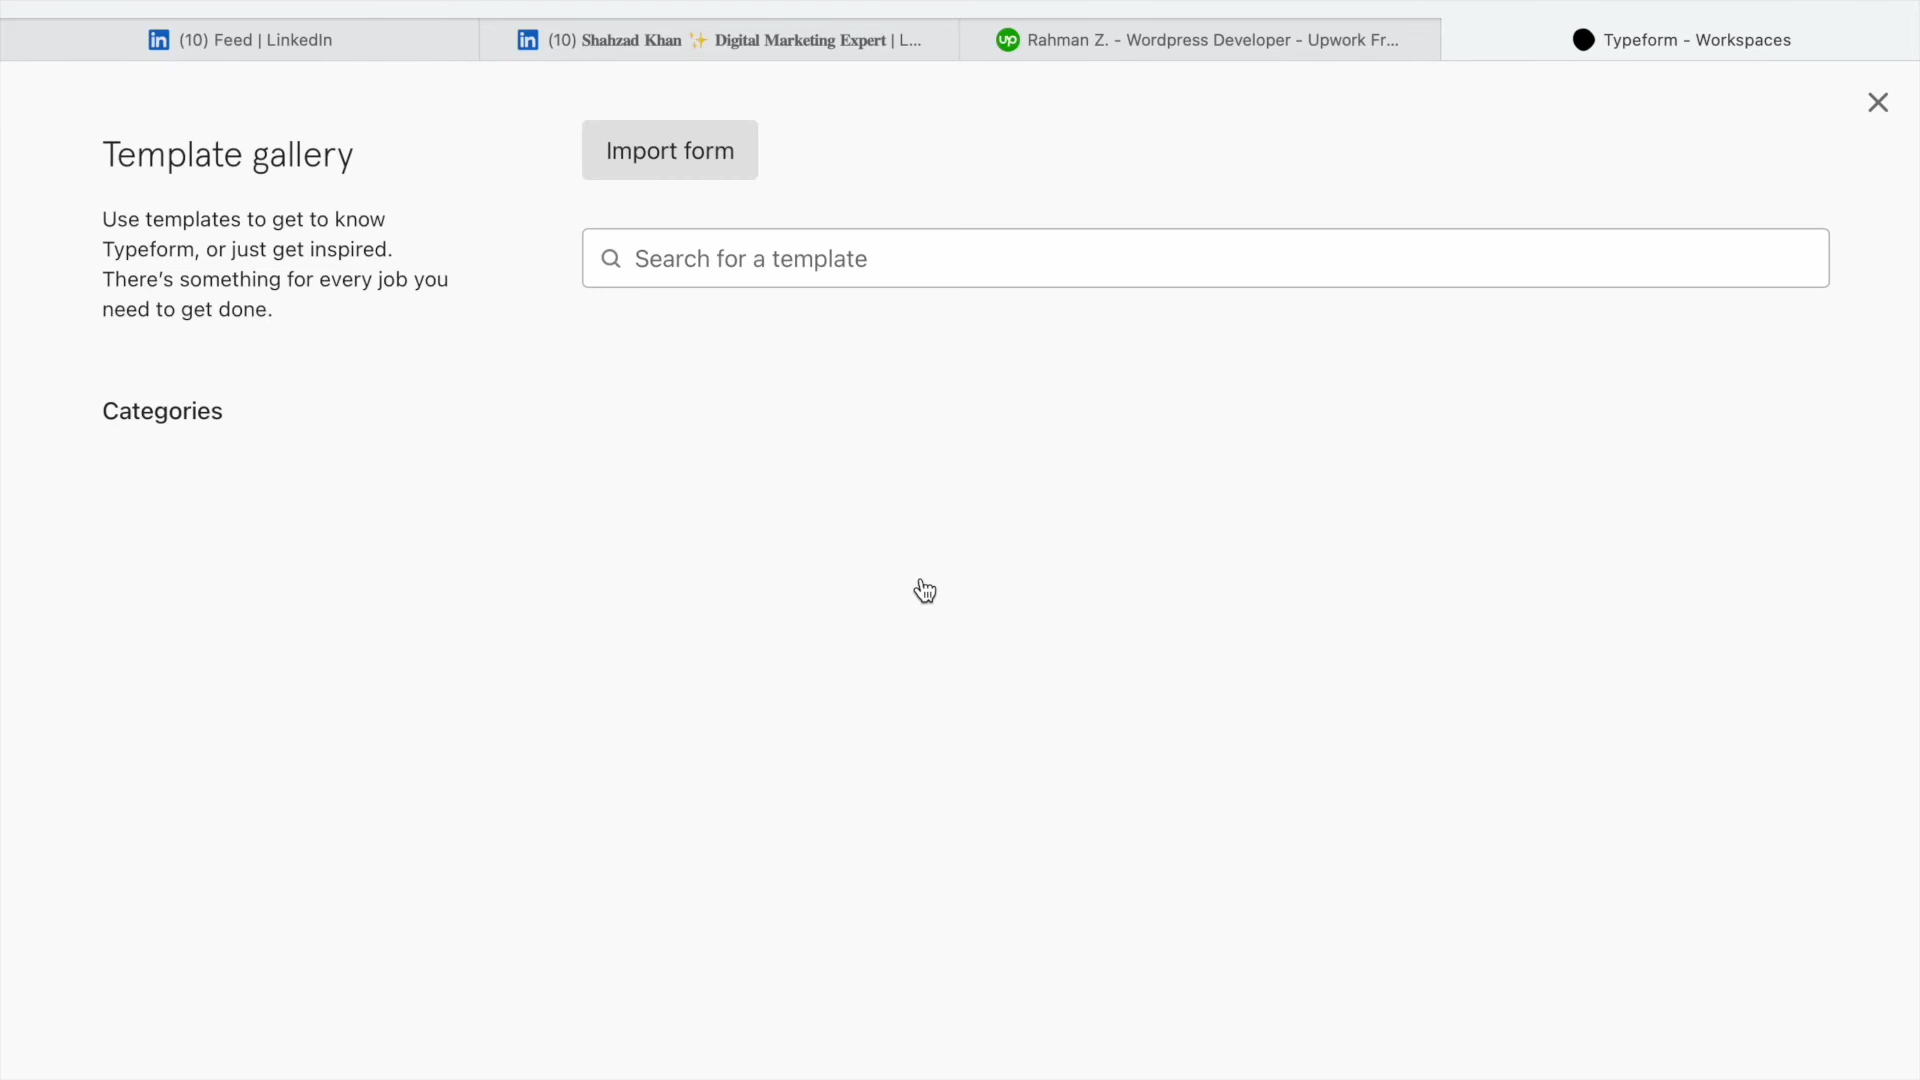 (10) Feed | LinkedIn
(10) Shahzad Khan ✨ Digital Marketing Expert | L...
Rahman Z. - Wordpress Developer - Upwork Fr...
Typeform - Workspaces
Template gallery
Use templates to get to know
Typeform, or just get inspired.
There's something for every job you
need to get done.
Categories
Import form
Search for a template